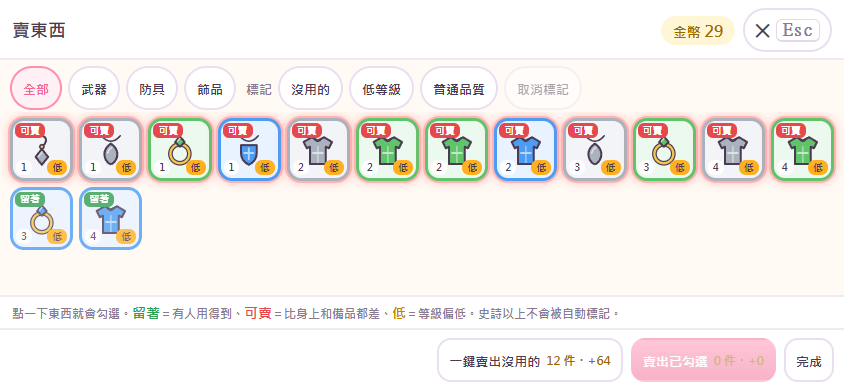 賣東西
金幣 29
Esc
全部 武器 防具 飾品 標記 沒用的 低等級 普通品質 取消標記
可賣 可賣 可賣 可賣 可賣 可賣 可賣 可賣 可賣 可賣 可賣 可賣
1 低 1 低 1 低 1 低 2 低 2 低 2 低 2 低 3 低 3 低 4 低 4 低
留著 留著
3 低 4 低
點一下東西就會勾選。留著 = 有人用得到、可賣 = 比身上和備品都差、低 = 等級偏低。史詩以上不會被自動標記。
一鍵賣出沒用的 12 件・+64 賣出已勾選 0 件・+0 完成